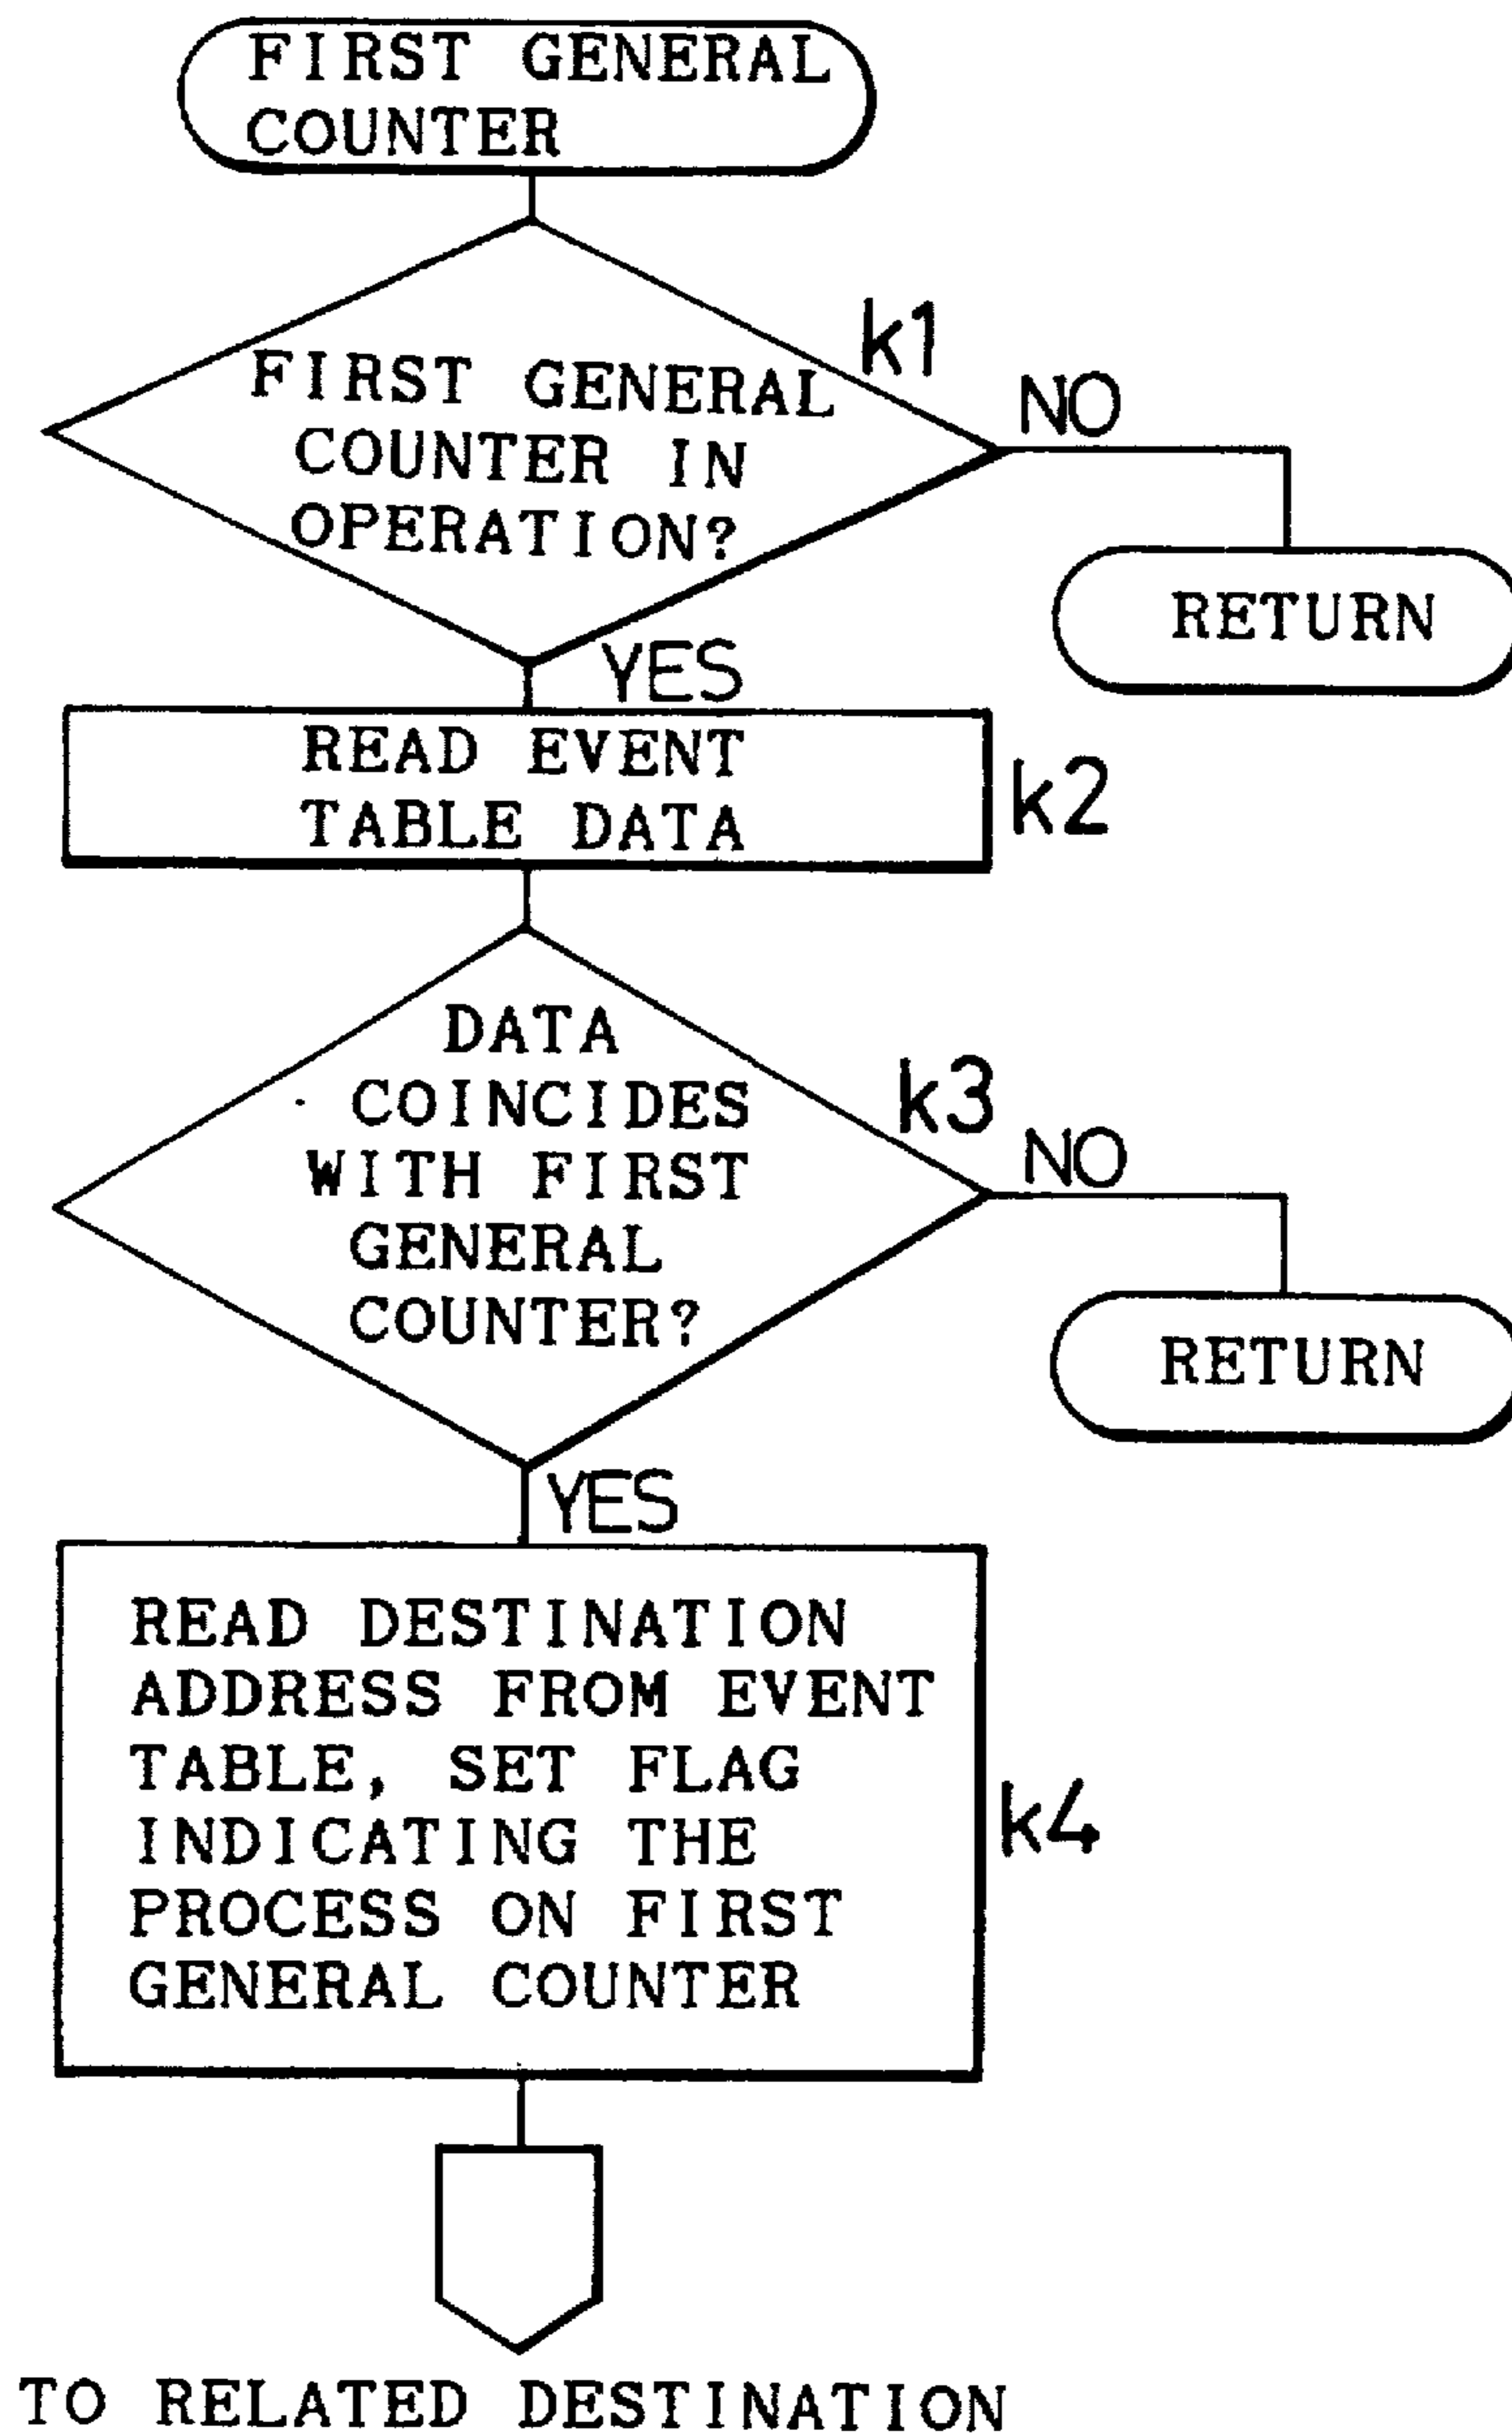 FIRST GENERAL
COUNTER
k1
FIRST GENERAL
COUNTER IN
OPERATION?
NO
RETURN
YES
READ EVENT
TABLE DATA
k2
DATA
COINCIDES
WITH FIRST
GENERAL
COUNTER?
k3
NO
RETURN
YES
READ DESTINATION
ADDRESS FROM EVENT
TABLE, SET FLAG
INDICATING THE
PROCESS ON FIRST
GENERAL COUNTER
k4
TO RELATED DESTINATION